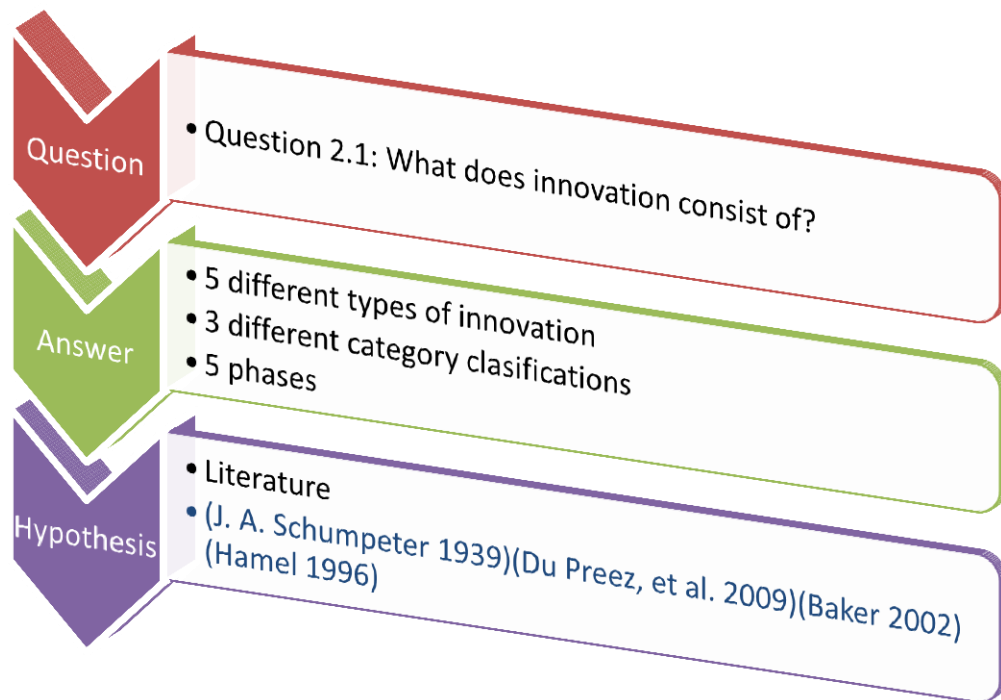 Question
• Question 2.1: What does innovation consist of?
Answer
• 5 different types of innovation
• 3 different category clasifications
• 5 phases
Hypothesis
• Literature
• (J. A. Schumpeter 1939)(Du Preez, et al. 2009)(Baker 2002)
(Hamel 1996)